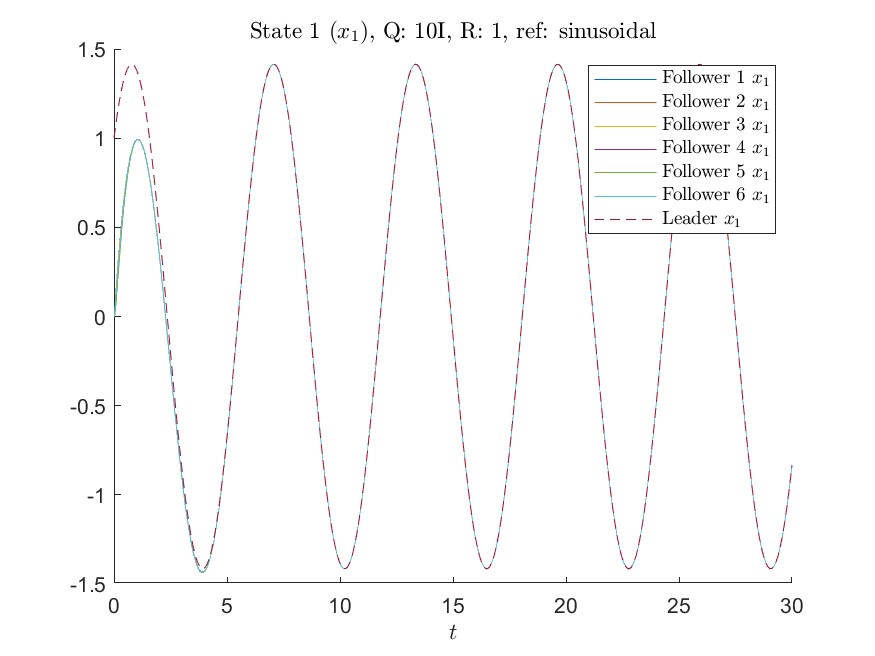 State 1 (x₁), Q: 10I, R: 1, ref: sinusoidal
1.5
1
0.5
0
-0.5
-1
-1.5
Follower 1 x₁
Follower 2 x₁
Follower 3 x₁
Follower 4 x₁
Follower 5 x₁
Follower 6 x₁
Leader x₁
0 5 10 15 20 25 30
t